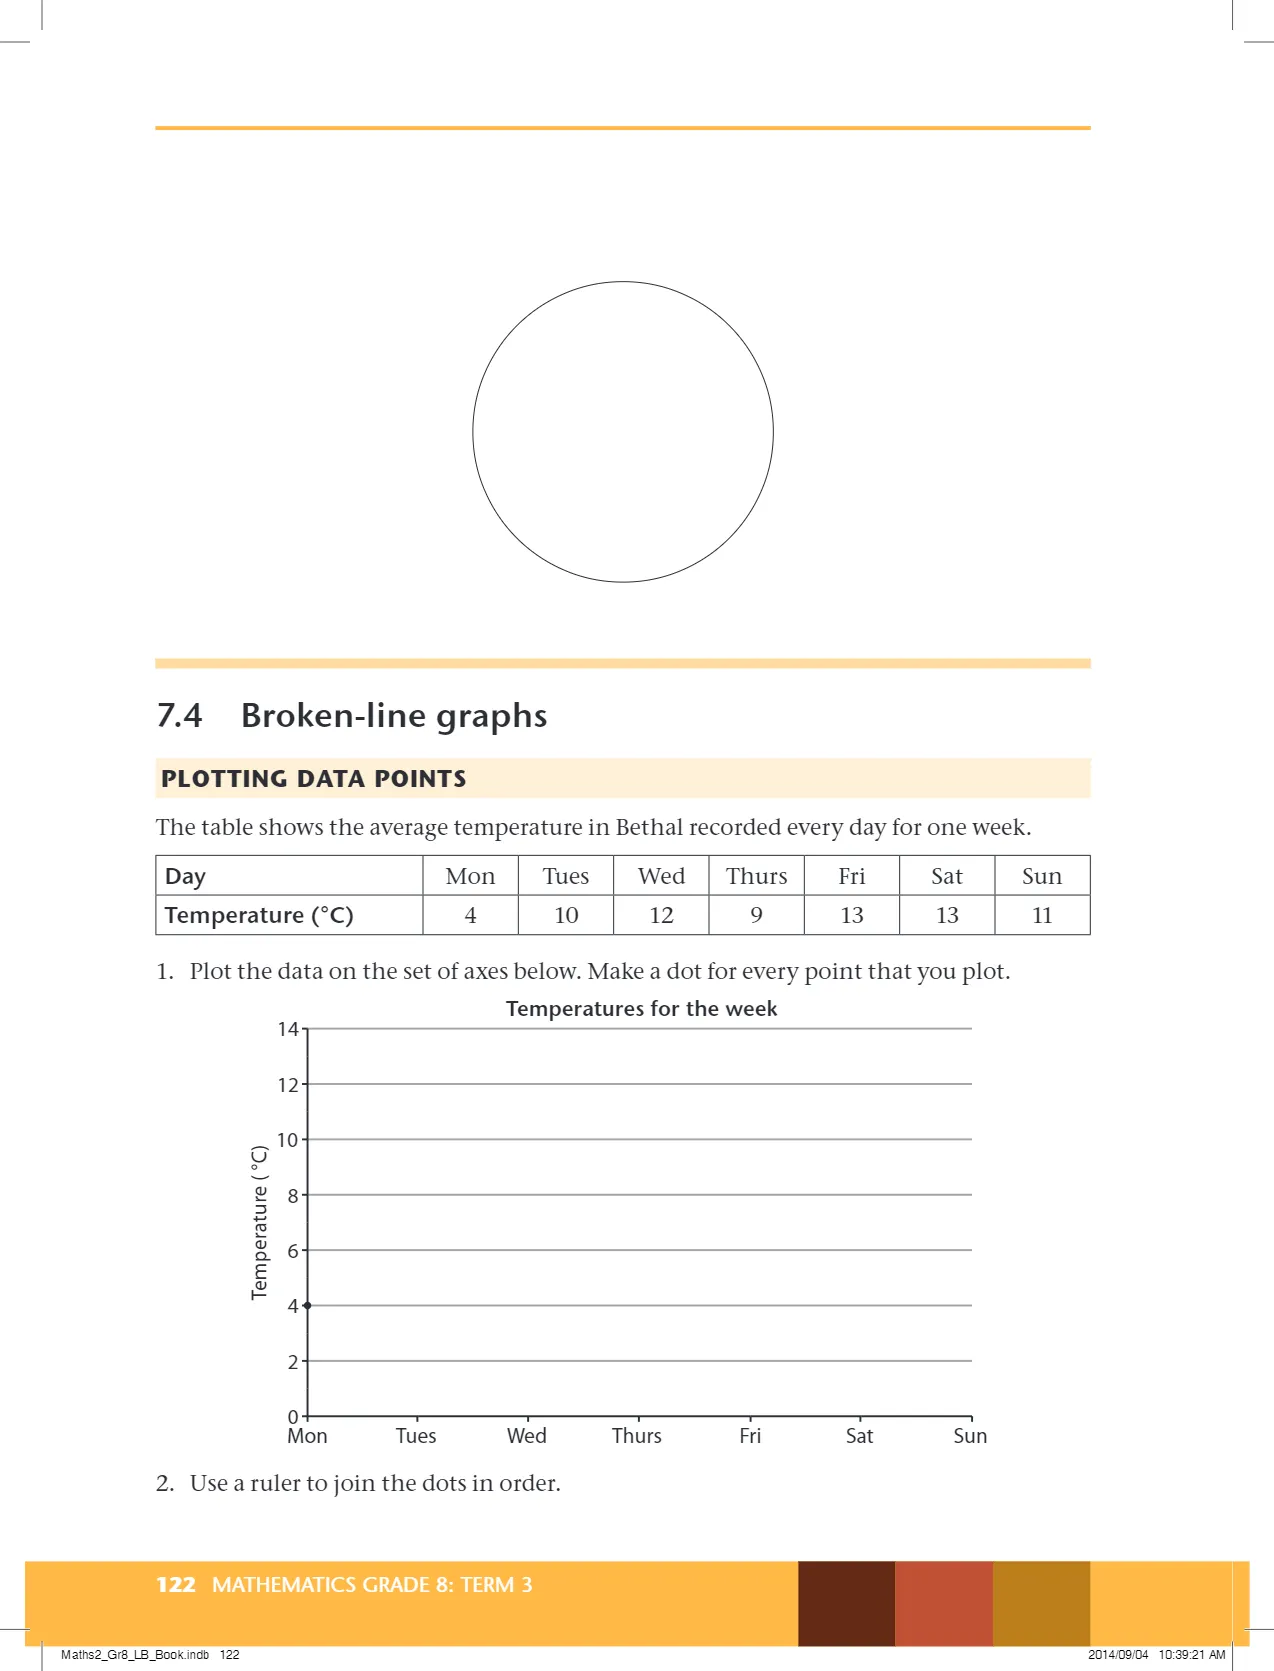 7.4 Broken-line graphs
PLOTTING DATA POINTS
The table shows the average temperature in Bethal recorded every day for one week.
Day Mon Tues Wed Thurs Fri Sat Sun
Temperature (°C) 4 10 12 9 13 13 11
1. Plot the data on the set of axes below. Make a dot for every point that you plot.
Temperatures for the week
14
12
10
8
6
4
2
0
Temperature ( °C)
Mon Tues Wed Thurs Fri Sat Sun
2. Use a ruler to join the dots in order.
122 MATHEMATICS GRADE 8: TERM 3
Maths2_Gr8_LB_Book.indb 122 2014/09/04 10:39:21 AM